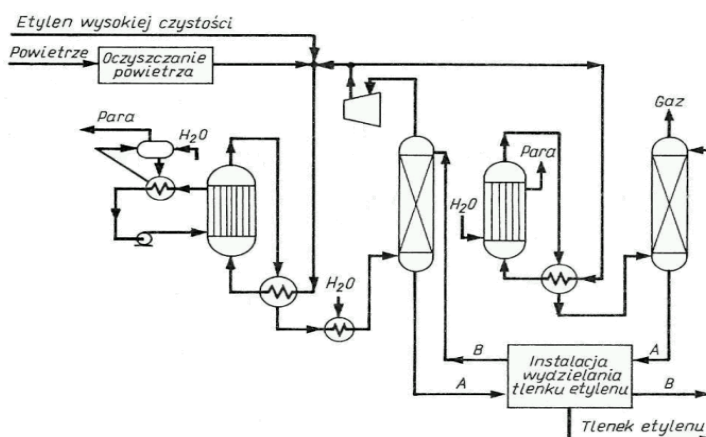 Etylen wysokiej czystości
Powietrze
Oczyszczanie
powietrza
Para
H₂O
Gaz
Para
H₂O
H₂O
B
A
A
B
Instalacja
wydzielania
tlenku etylenu
Tlenek etylenu